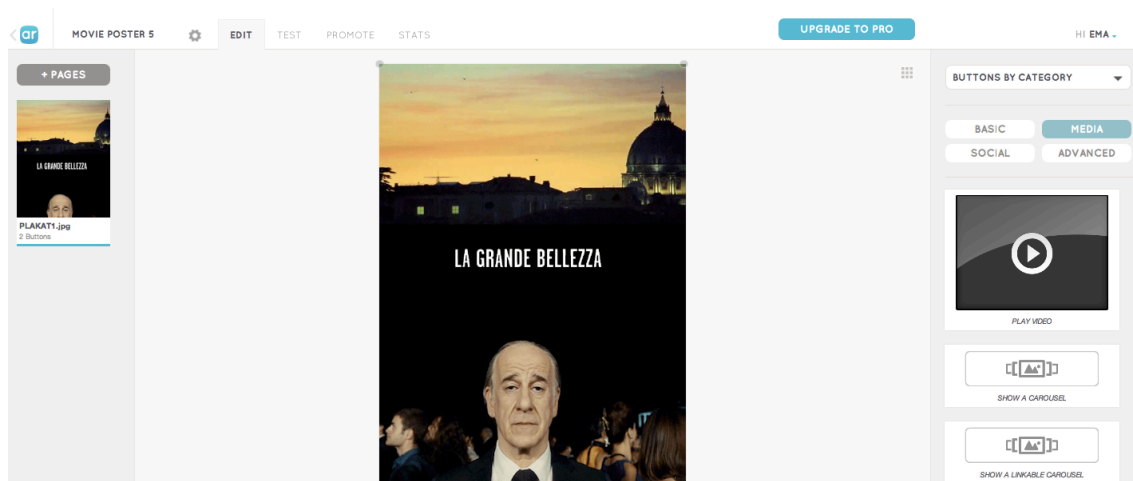 ar
MOVIE POSTER 5
EDIT
TEST
PROMOTE
STATS
UPGRADE TO PRO
HI EMA
+ PAGES
LA GRANDE BELLEZZA
PLAKAT1.jpg
2 Buttons
LA GRANDE BELLEZZA
BUTTONS BY CATEGORY
BASIC
MEDIA
SOCIAL
ADVANCED
PLAY VIDEO
SHOW A CAROUSEL
SHOW A LINKABLE CAROUSEL